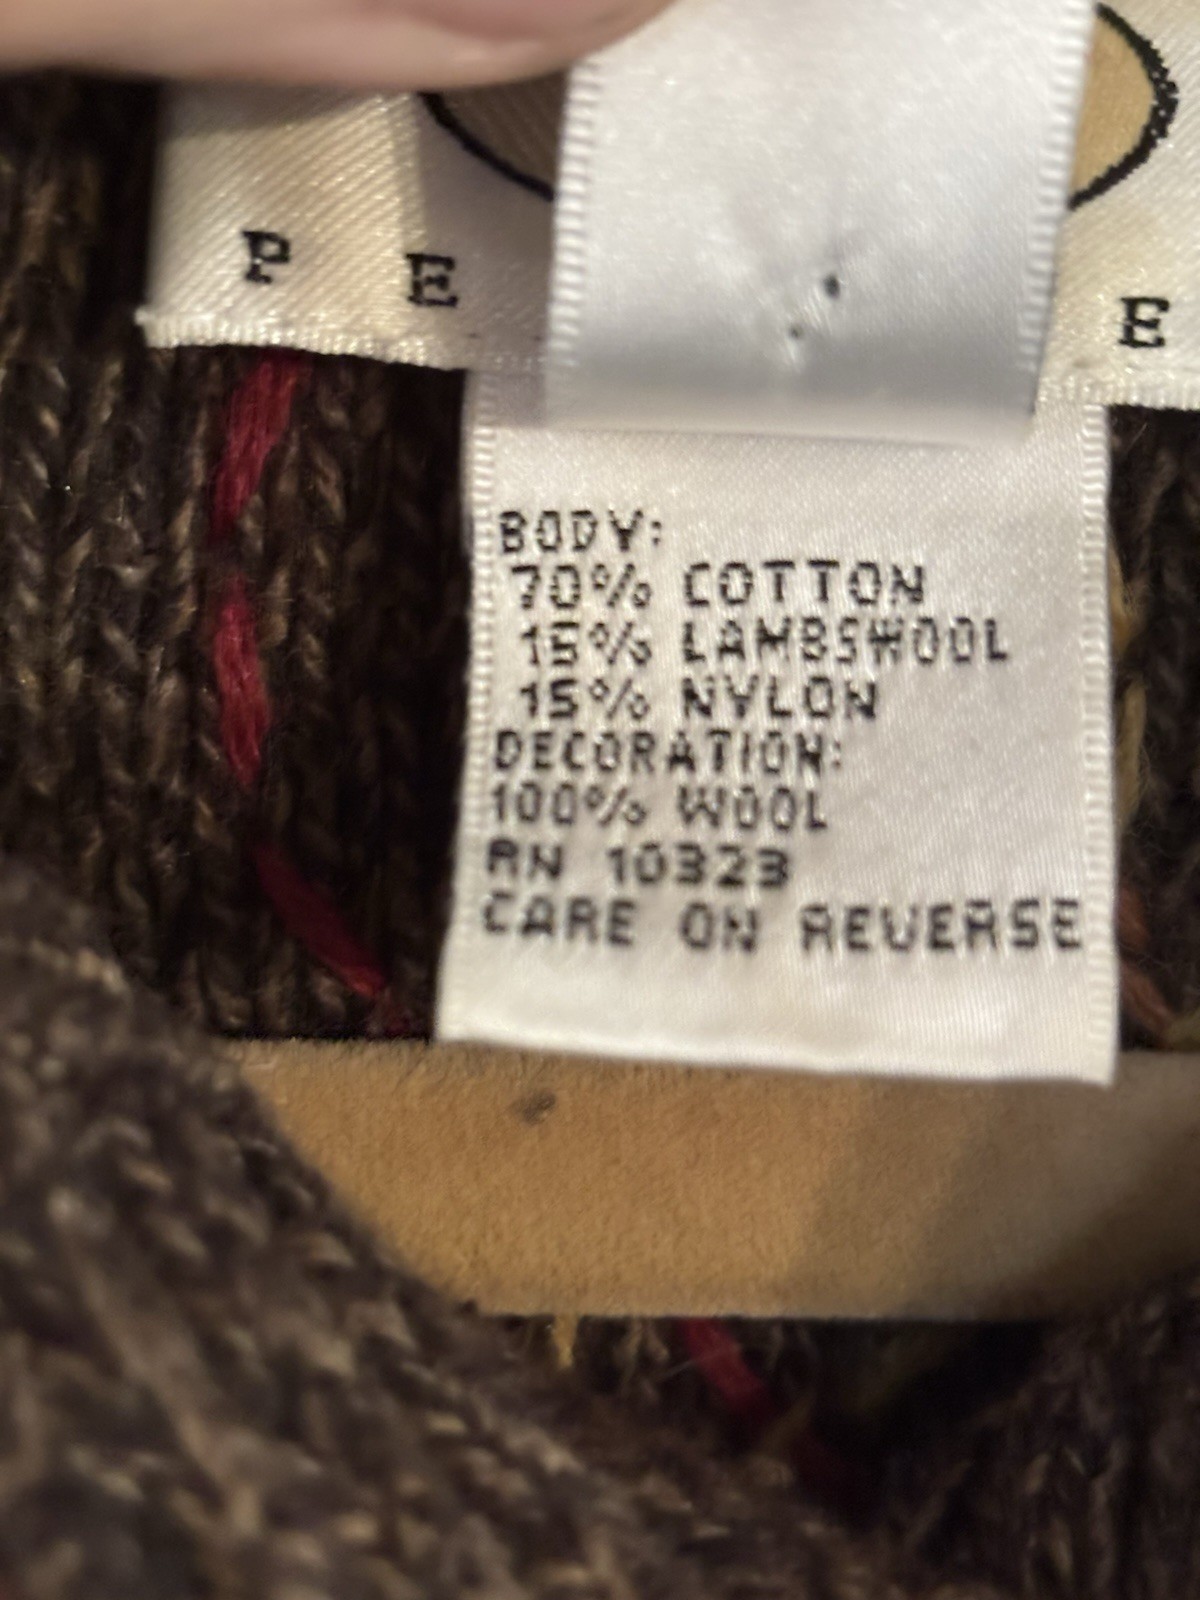 P E E
BODY:
70% COTTON
15% LAMBSWOOL
15% NYLON
DECORATION:
100% WOOL
RN 10323
CARE ON REVERSE